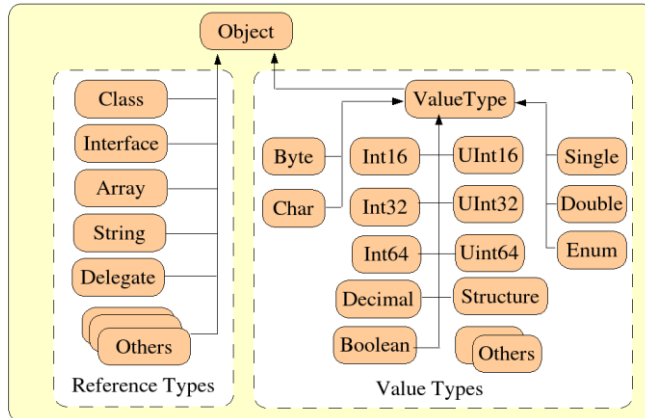 Object
Class
Interface
Array
String
Delegate
Others
Reference Types
ValueType
Byte
Int16
UInt16
Single
Char
Int32
UInt32
Double
Int64
Uint64
Enum
Decimal
Structure
Boolean
Others
Value Types